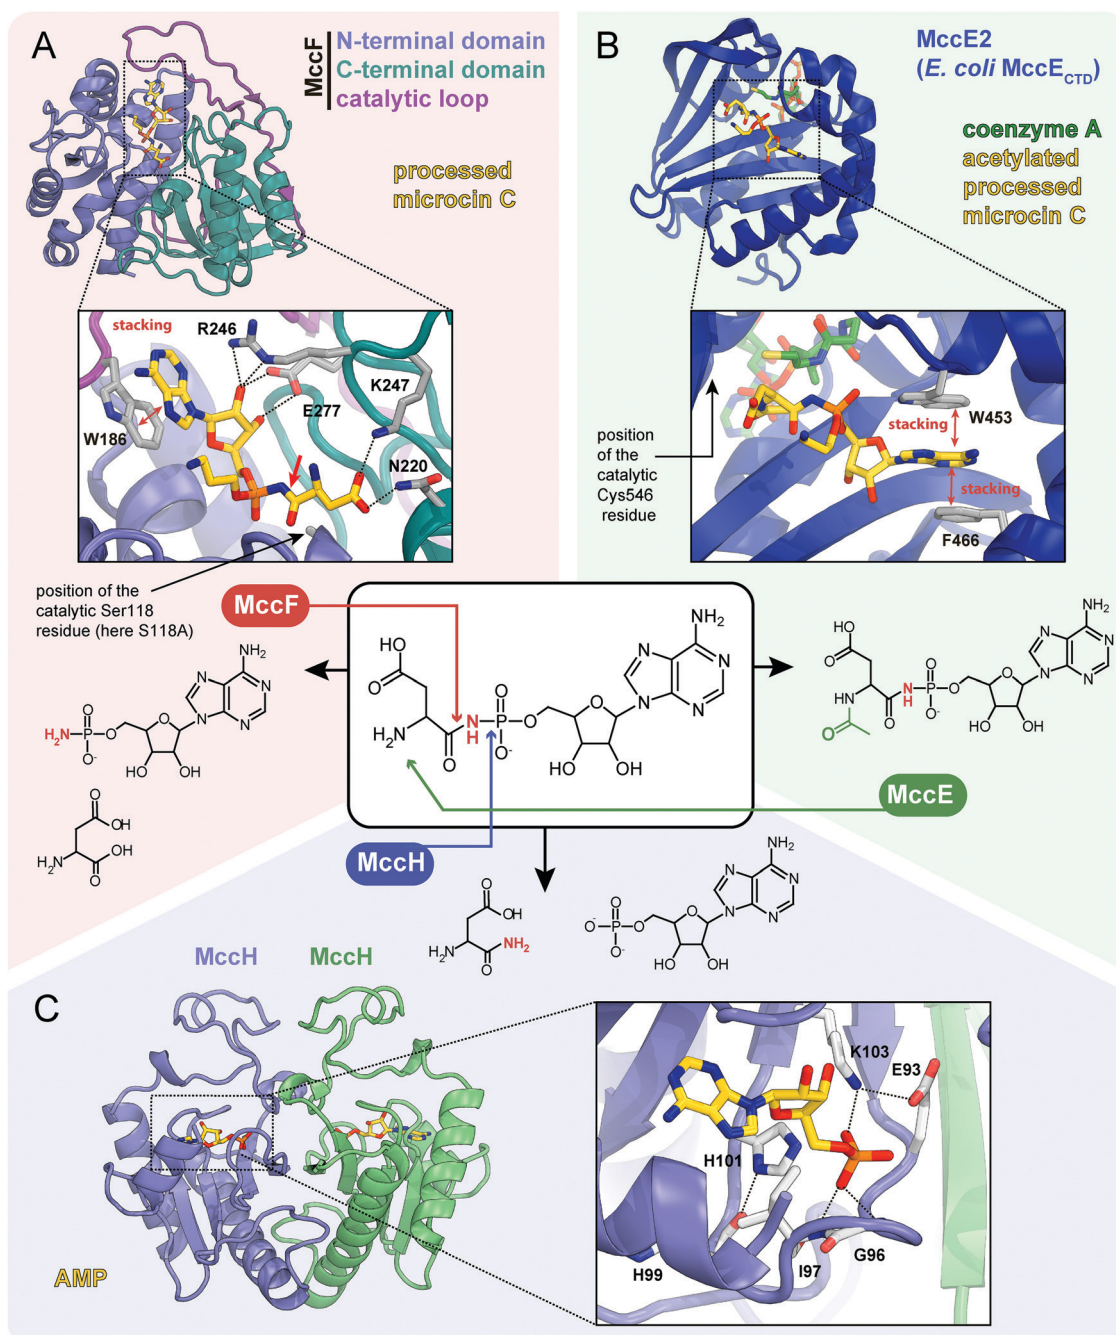 A
MccF
N-terminal domain
C-terminal domain
catalytic loop
processed
microcin C
stacking
R246
K247
E277
W186
N220
position of the
catalytic Ser118
residue (here S118A)
B
MccE2
(E. coli MccE_CTD)
coenzyme A
acetylated
processed
microcin C
position
of the
catalytic
Cys546
residue
W453
stacking
stacking
F466
MccF
NH₂
N
N
N
N
O
H₂N
P
O
O⁻
O
HO
OH
O
OH
OH
H₂N
O
HO
O
H₂N
O
N
H
O
P
O⁻
O
O
HO
OH
N
N
N
N
NH₂
HO
O
HN
O
O
N
H
O
P
O⁻
O
O
HO
OH
N
N
N
N
NH₂
MccE
MccH
O
OH
NH₂
H₂N
O
O
O⁻
P
O⁻
O
O
HO
OH
N
N
N
N
NH₂
C
MccH
MccH
AMP
K103
E93
H101
G96
I97
H99